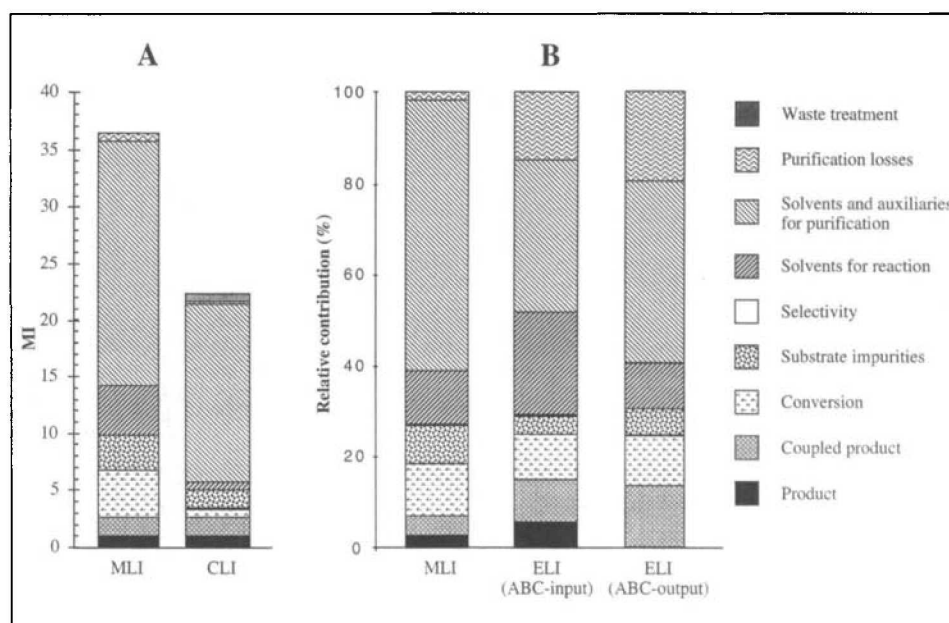 A
B
MI
40
35
30
25
20
15
10
5
0
MLI
CLI
Relative contribution (%)
100
80
60
40
20
0
MLI
ELI
(ABC-input)
ELI
(ABC-output)
Waste treatment
Purification losses
Solvents and auxiliaries
for purification
Solvents for reaction
Selectivity
Substrate impurities
Conversion
Coupled product
Product